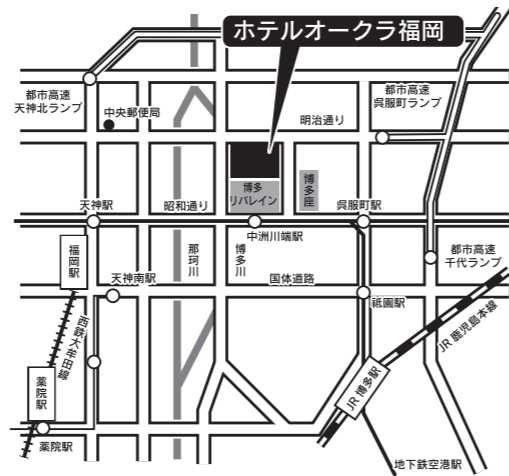 ホテルオークラ福岡
都市高速
天神北ランプ
中央郵便局
明治通り
都市高速
呉服町ランプ
博多
リバレイン
博多座
天神駅
昭和通り
中洲川端駅
呉服町駅
福岡駅
天神南駅
那珂川
博多川
国体道路
都市高速
千代ランプ
祇園駅
西鉄大牟田線
JR 鹿児島本線
薬院駅
JR 博多駅
薬院駅
地下鉄空港駅